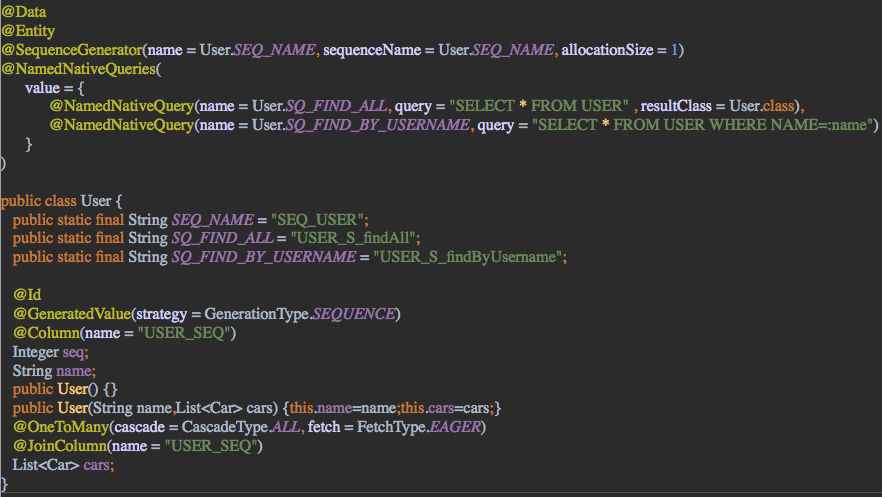 @Data
@Entity
@SequenceGenerator(name = User.SEQ_NAME, sequenceName = User.SEQ_NAME, allocationSize = 1)
@NamedNativeQueries(
value = {
@NamedNativeQuery(name = User.SQ_FIND_ALL, query = "SELECT * FROM USER" , resultClass = User.class),
@NamedNativeQuery(name = User.SQ_FIND_BY_USERNAME, query = "SELECT * FROM USER WHERE NAME=:name")
}
)
public class User {
public static final String SEQ_NAME = "SEQ_USER";
public static final String SQ_FIND_ALL = "USER_S_findAll";
public static final String SQ_FIND_BY_USERNAME = "USER_S_findByUsername";
@Id
@GeneratedValue(strategy = GenerationType.SEQUENCE)
@Column(name = "USER_SEQ")
Integer seq;
String name;
public User() {}
public User(String name,List<Car> cars) {this.name=name;this.cars=cars;}
@OneToMany(cascade = CascadeType.ALL, fetch = FetchType.EAGER)
@JoinColumn(name = "USER_SEQ")
List<Car> cars;
}